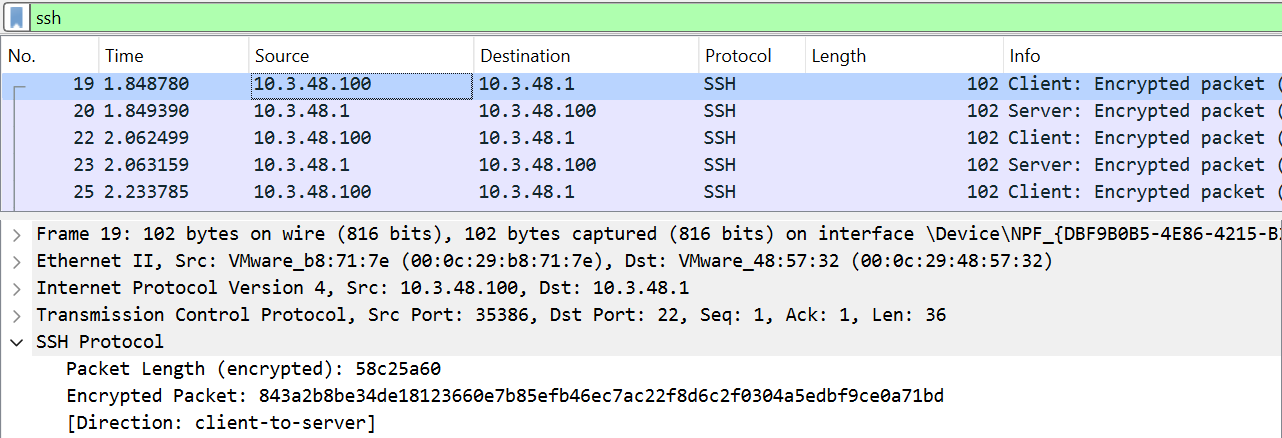 ssh
No. Time Source Destination Protocol Length Info
19 1.848780 10.3.48.100 10.3.48.1 SSH 102 Client: Encrypted packet (
20 1.849390 10.3.48.1 10.3.48.100 SSH 102 Server: Encrypted packet (
22 2.062499 10.3.48.100 10.3.48.1 SSH 102 Client: Encrypted packet (
23 2.063159 10.3.48.1 10.3.48.100 SSH 102 Server: Encrypted packet (
25 2.233785 10.3.48.100 10.3.48.1 SSH 102 Client: Encrypted packet (
Frame 19: 102 bytes on wire (816 bits), 102 bytes captured (816 bits) on interface \Device\NPF_{DBF9B0B5-4E86-4215-B
Ethernet II, Src: VMware_b8:71:7e (00:0c:29:b8:71:7e), Dst: VMware_48:57:32 (00:0c:29:48:57:32)
Internet Protocol Version 4, Src: 10.3.48.100, Dst: 10.3.48.1
Transmission Control Protocol, Src Port: 35386, Dst Port: 22, Seq: 1, Ack: 1, Len: 36
SSH Protocol
Packet Length (encrypted): 58c25a60
Encrypted Packet: 843a2b8be34de18123660e7b85efb46ec7ac22f8d6c2f0304a5edbf9ce0a71bd
[Direction: client-to-server]